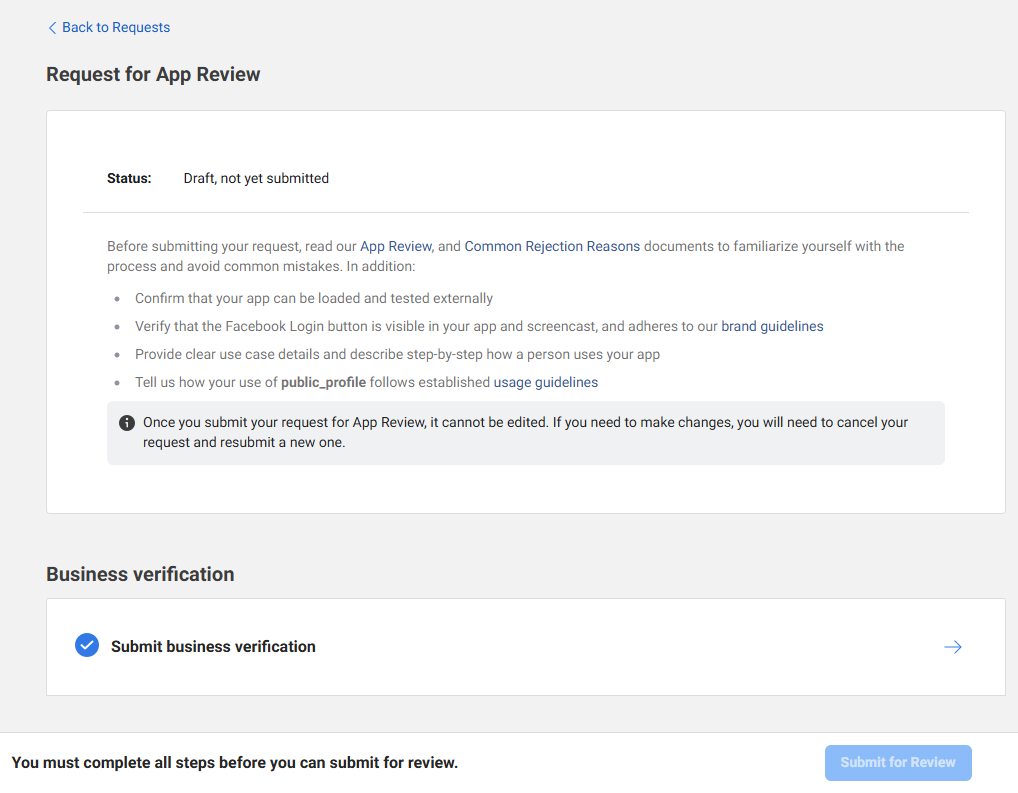 Back to Requests
Request for App Review
Status: Draft, not yet submitted
Before submitting your request, read our App Review, and Common Rejection Reasons documents to familiarize yourself with the
process and avoid common mistakes. In addition:
Confirm that your app can be loaded and tested externally
Verify that the Facebook Login button is visible in your app and screencast, and adheres to our brand guidelines
Provide clear use case details and describe step-by-step how a person uses your app
Tell us how your use of public_profile follows established usage guidelines
Once you submit your request for App Review, it cannot be edited. If you need to make changes, you will need to cancel your
request and resubmit a new one.
Business verification
Submit business verification
You must complete all steps before you can submit for review.
Submit for Review